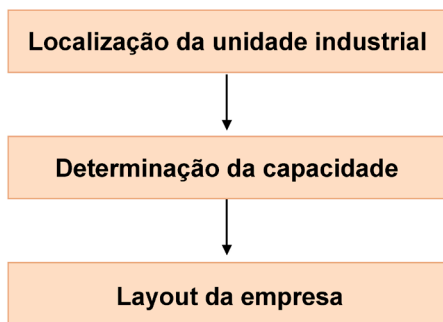 Localização da unidade industrial
Determinação da capacidade
Layout da empresa